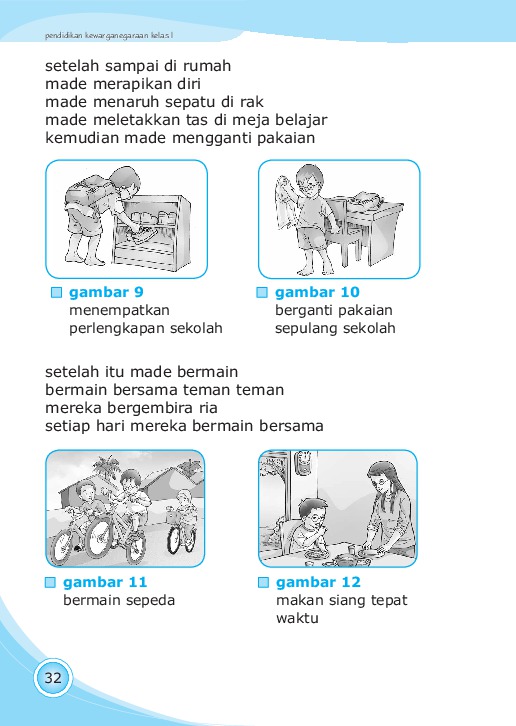 pendidikan kewarganegaraan kelas I
setelah sampai di rumah
made merapikan diri
made menaruh sepatu di rak
made meletakkan tas di meja belajar
kemudian made mengganti pakaian
gambar 9
menempatkan
perlengkapan sekolah
gambar 10
berganti pakaian
sepulang sekolah
setelah itu made bermain
bermain bersama teman teman
mereka bergembira ria
setiap hari mereka bermain bersama
gambar 11
bermain sepeda
gambar 12
makan siang tepat
waktu
32